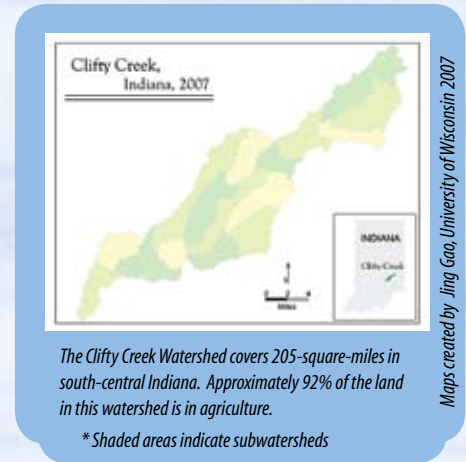 Clifty Creek,
Indiana, 2007
INDIANA
Clifty Creek
Miles
The Clifty Creek Watershed covers 205-square-miles in
south-central Indiana. Approximately 92% of the land
in this watershed is in agriculture.
* Shaded areas indicate subwatersheds
Maps created by Jing Gao, University of Wisconsin 2007